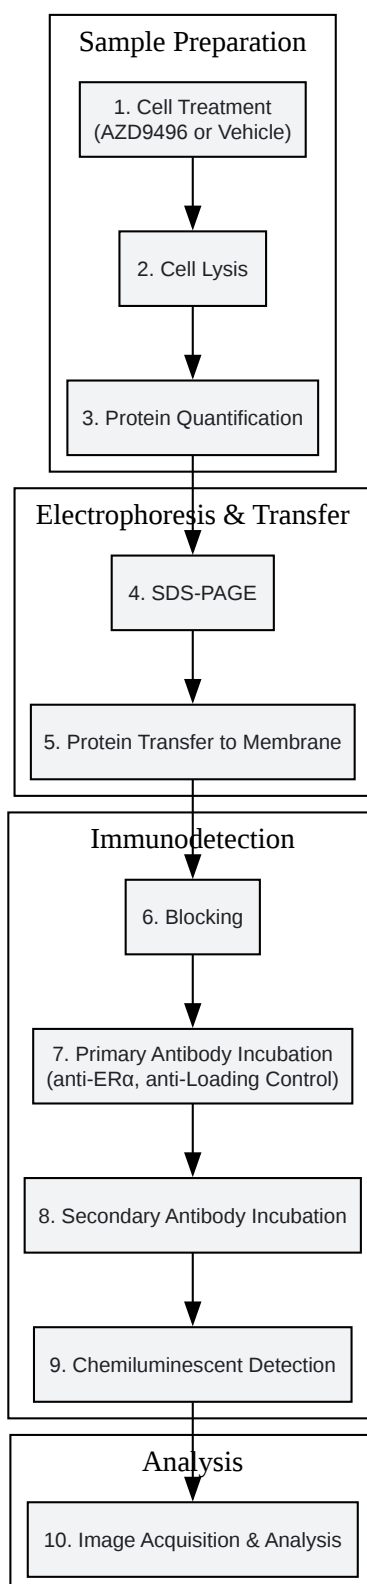 Sample Preparation
1. Cell Treatment
(AZD9496 or Vehicle)
2. Cell Lysis
3. Protein Quantification
Electrophoresis & Transfer
4. SDS-PAGE
5. Protein Transfer to Membrane
Immunodetection
6. Blocking
7. Primary Antibody Incubation
(anti-ERα, anti-Loading Control)
8. Secondary Antibody Incubation
9. Chemiluminescent Detection
Analysis
10. Image Acquisition & Analysis